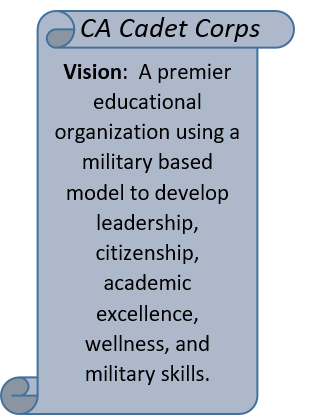 CA Cadet Corps
Vision:  A premier
educational
organization using a
military based
model to develop
leadership,
citizenship,
academic
excellence,
wellness, and
military skills.